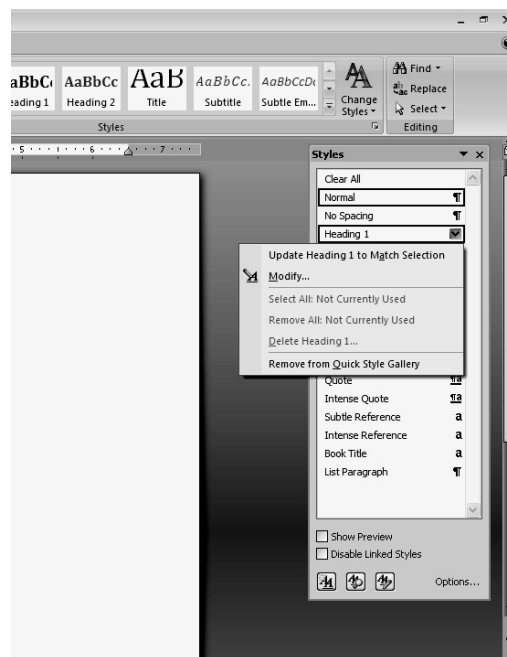 aBbC AaBbCc AaB AaBbCc. AaBbCcD
eading 1 Heading 2 Title Subtitle Subtle Em...
Change
Styles
Find
Replace
Select
Styles
Editing
5 6 7
Styles
Clear All
Normal ¶
No Spacing ¶
Heading 1
Update Heading 1 to Match Selection
Modify...
Select All: Not Currently Used
Remove All: Not Currently Used
Delete Heading 1...
Remove from Quick Style Gallery
Quote ¶a
Intense Quote ¶a
Subtle Reference a
Intense Reference a
Book Title a
List Paragraph ¶
Show Preview
Disable Linked Styles
Options...